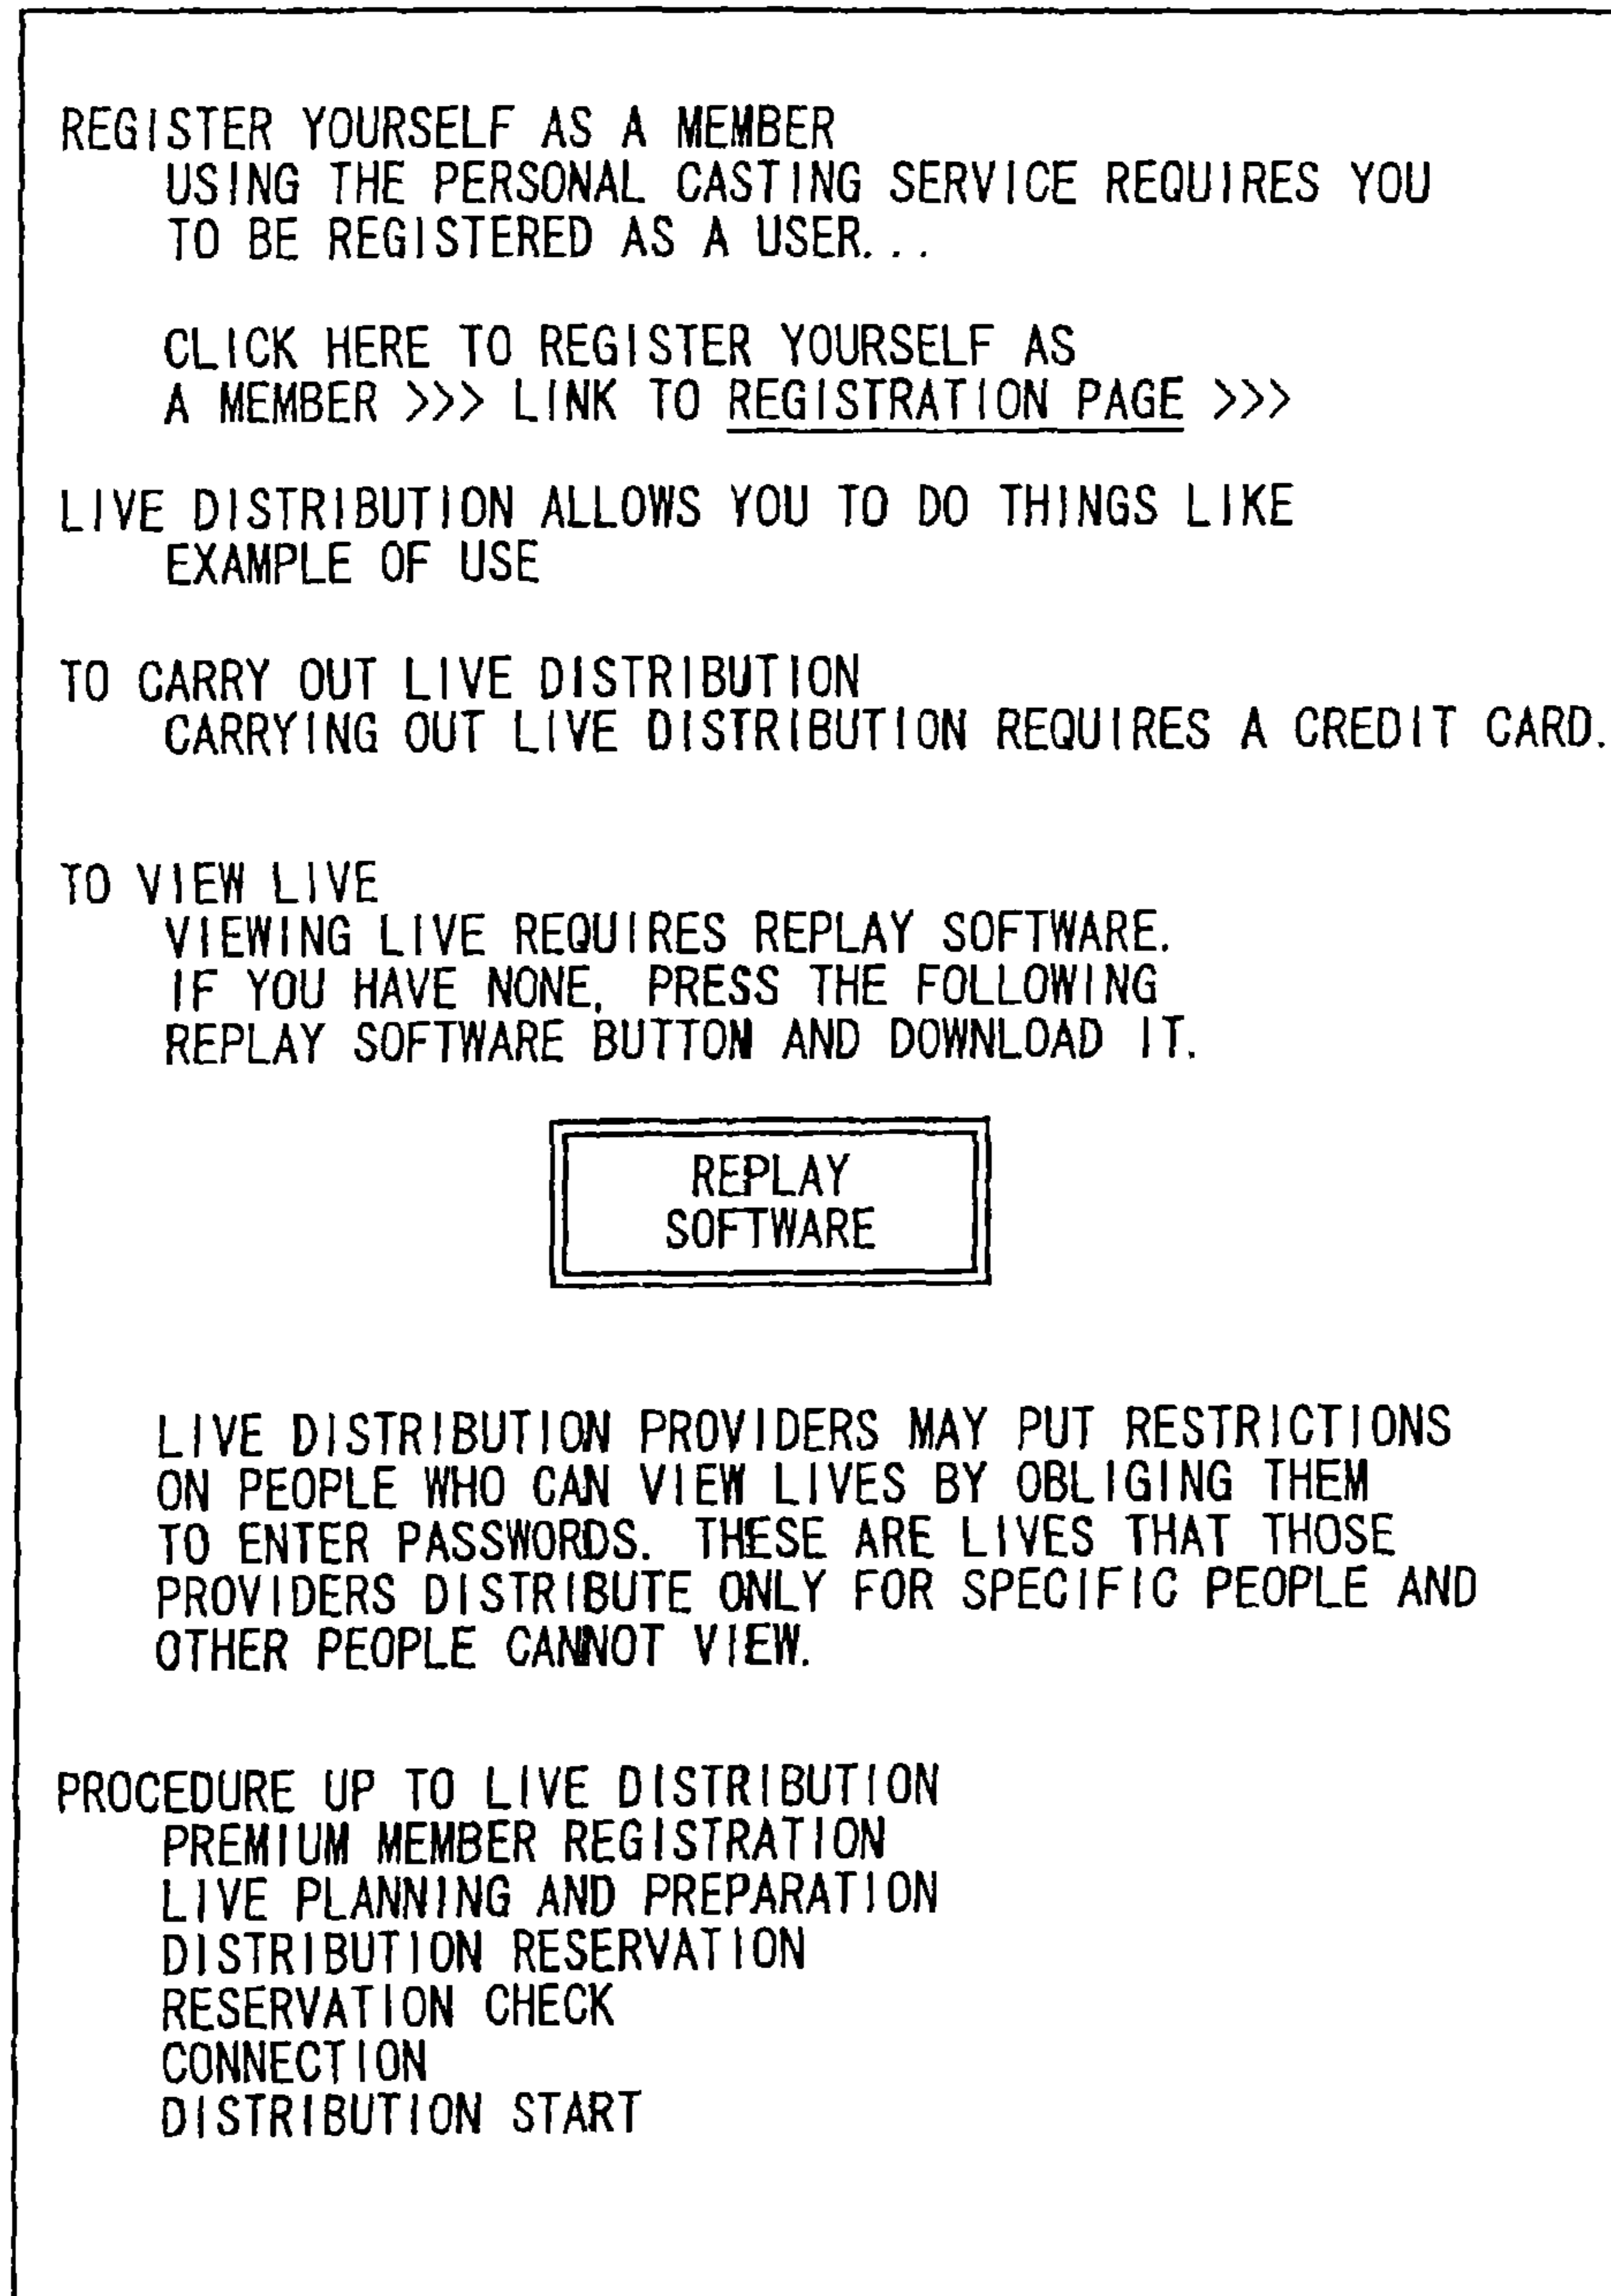 REGISTER YOURSELF AS A MEMBER
USING THE PERSONAL CASTING SERVICE REQUIRES YOU
TO BE REGISTERED AS A USER...
CLICK HERE TO REGISTER YOURSELF AS
A MEMBER >>> LINK TO REGISTRATION PAGE >>>
LIVE DISTRIBUTION ALLOWS YOU TO DO THINGS LIKE
EXAMPLE OF USE
TO CARRY OUT LIVE DISTRIBUTION
CARRYING OUT LIVE DISTRIBUTION REQUIRES A CREDIT CARD.
TO VIEW LIVE
VIEWING LIVE REQUIRES REPLAY SOFTWARE.
IF YOU HAVE NONE, PRESS THE FOLLOWING
REPLAY SOFTWARE BUTTON AND DOWNLOAD IT.
REPLAY
SOFTWARE
LIVE DISTRIBUTION PROVIDERS MAY PUT RESTRICTIONS
ON PEOPLE WHO CAN VIEW LIVES BY OBLIGING THEM
TO ENTER PASSWORDS. THESE ARE LIVES THAT THOSE
PROVIDERS DISTRIBUTE ONLY FOR SPECIFIC PEOPLE AND
OTHER PEOPLE CANNOT VIEW.
PROCEDURE UP TO LIVE DISTRIBUTION
PREMIUM MEMBER REGISTRATION
LIVE PLANNING AND PREPARATION
DISTRIBUTION RESERVATION
RESERVATION CHECK
CONNECTION
DISTRIBUTION START